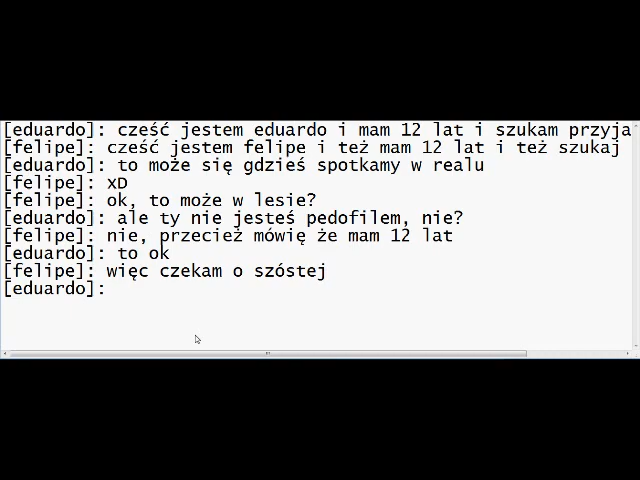 [eduardo]: cześć jestem eduardo i mam 12 lat i szukam przyja
[felipe]: cześć jestem felipe i też mam 12 lat i też szukaj
[eduardo]: to może się gdzieś spotkamy w realu
[felipe]: xD
[felipe]: ok, to może w lesie?
[eduardo]: ale ty nie jesteś pedofilem, nie?
[felipe]: nie, przecież mówię że mam 12 lat
[eduardo]: to ok
[felipe]: więc czekam o szóstej
[eduardo]: